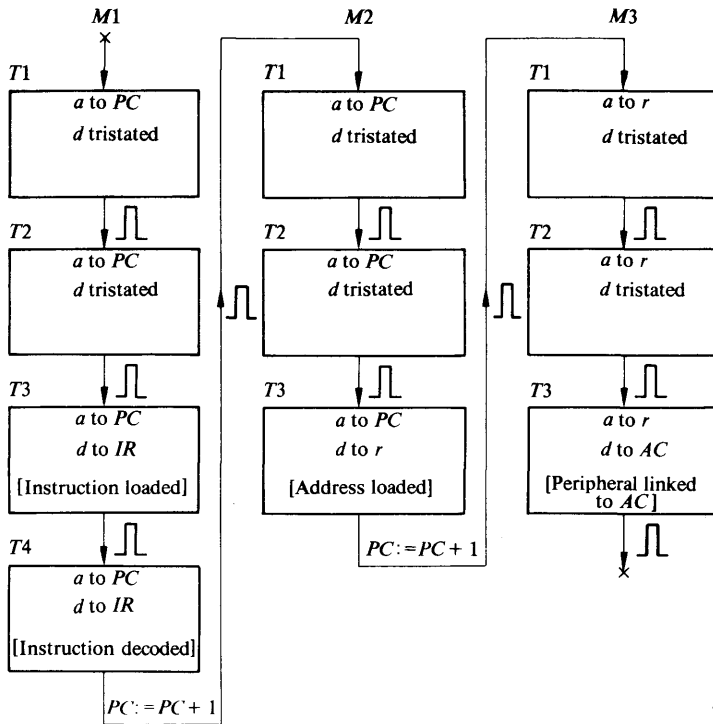 M1
T1
a to PC
d tristated
T2
a to PC
d tristated
T3
a to PC
d to IR
[Instruction loaded]
T4
a to PC
d to IR
[Instruction decoded]
PC:=PC + 1
M2
T1
a to PC
d tristated
T2
a to PC
d tristated
T3
a to PC
d to r
[Address loaded]
PC:=PC + 1
M3
T1
a to r
d tristated
T2
a to r
d tristated
T3
a to r
d to AC
[Peripheral linked
to AC]